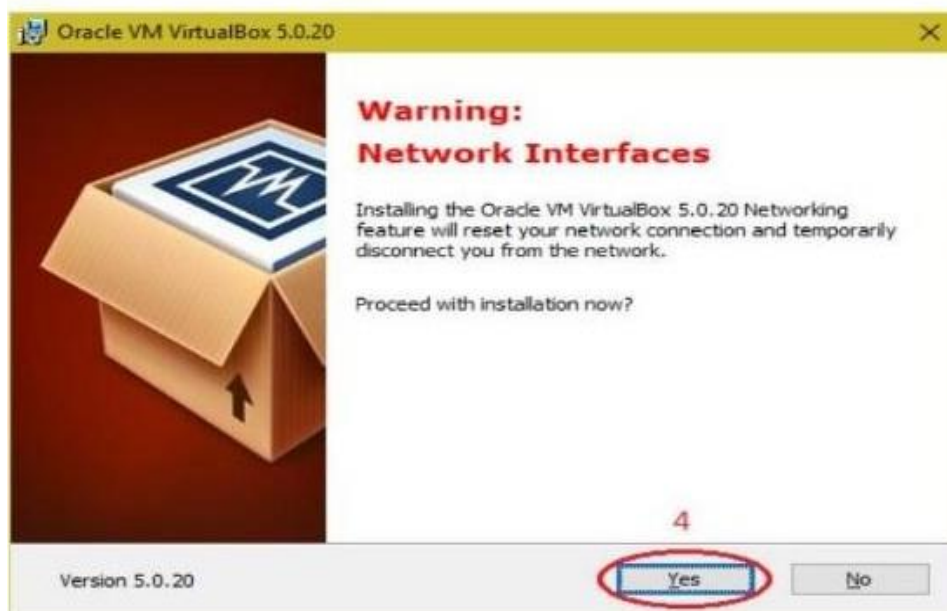 Oracle VM VirtualBox 5.0.20
Warning:
Network Interfaces
Installing the Oracle VM VirtualBox 5.0.20 Networking
feature will reset your network connection and temporarily
disconnect you from the network.
Proceed with installation now?
4
Version 5.0.20
Yes
No